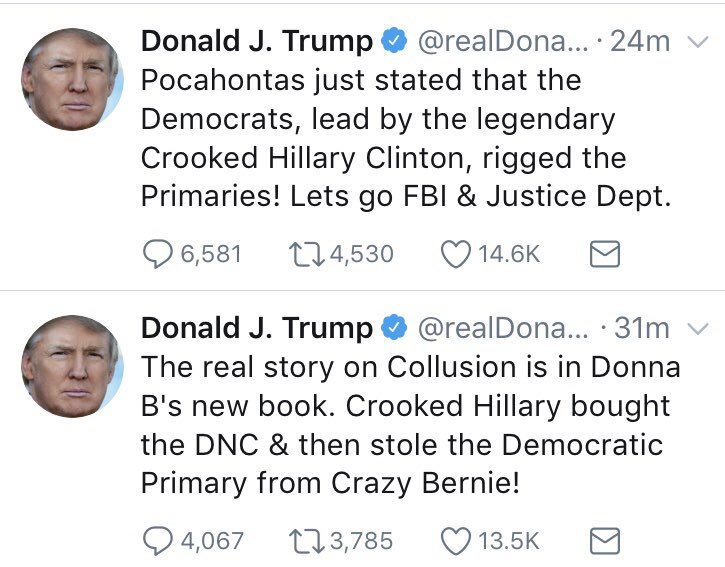 Donald J. Trump @realDona... · 24m
Pocahontas just stated that the
Democrats, lead by the legendary
Crooked Hillary Clinton, rigged the
Primaries! Lets go FBI & Justice Dept.
6,581 4,530 14.6K
Donald J. Trump @realDona... · 31m
The real story on Collusion is in Donna
B's new book. Crooked Hillary bought
the DNC & then stole the Democratic
Primary from Crazy Bernie!
4,067 3,785 13.5K